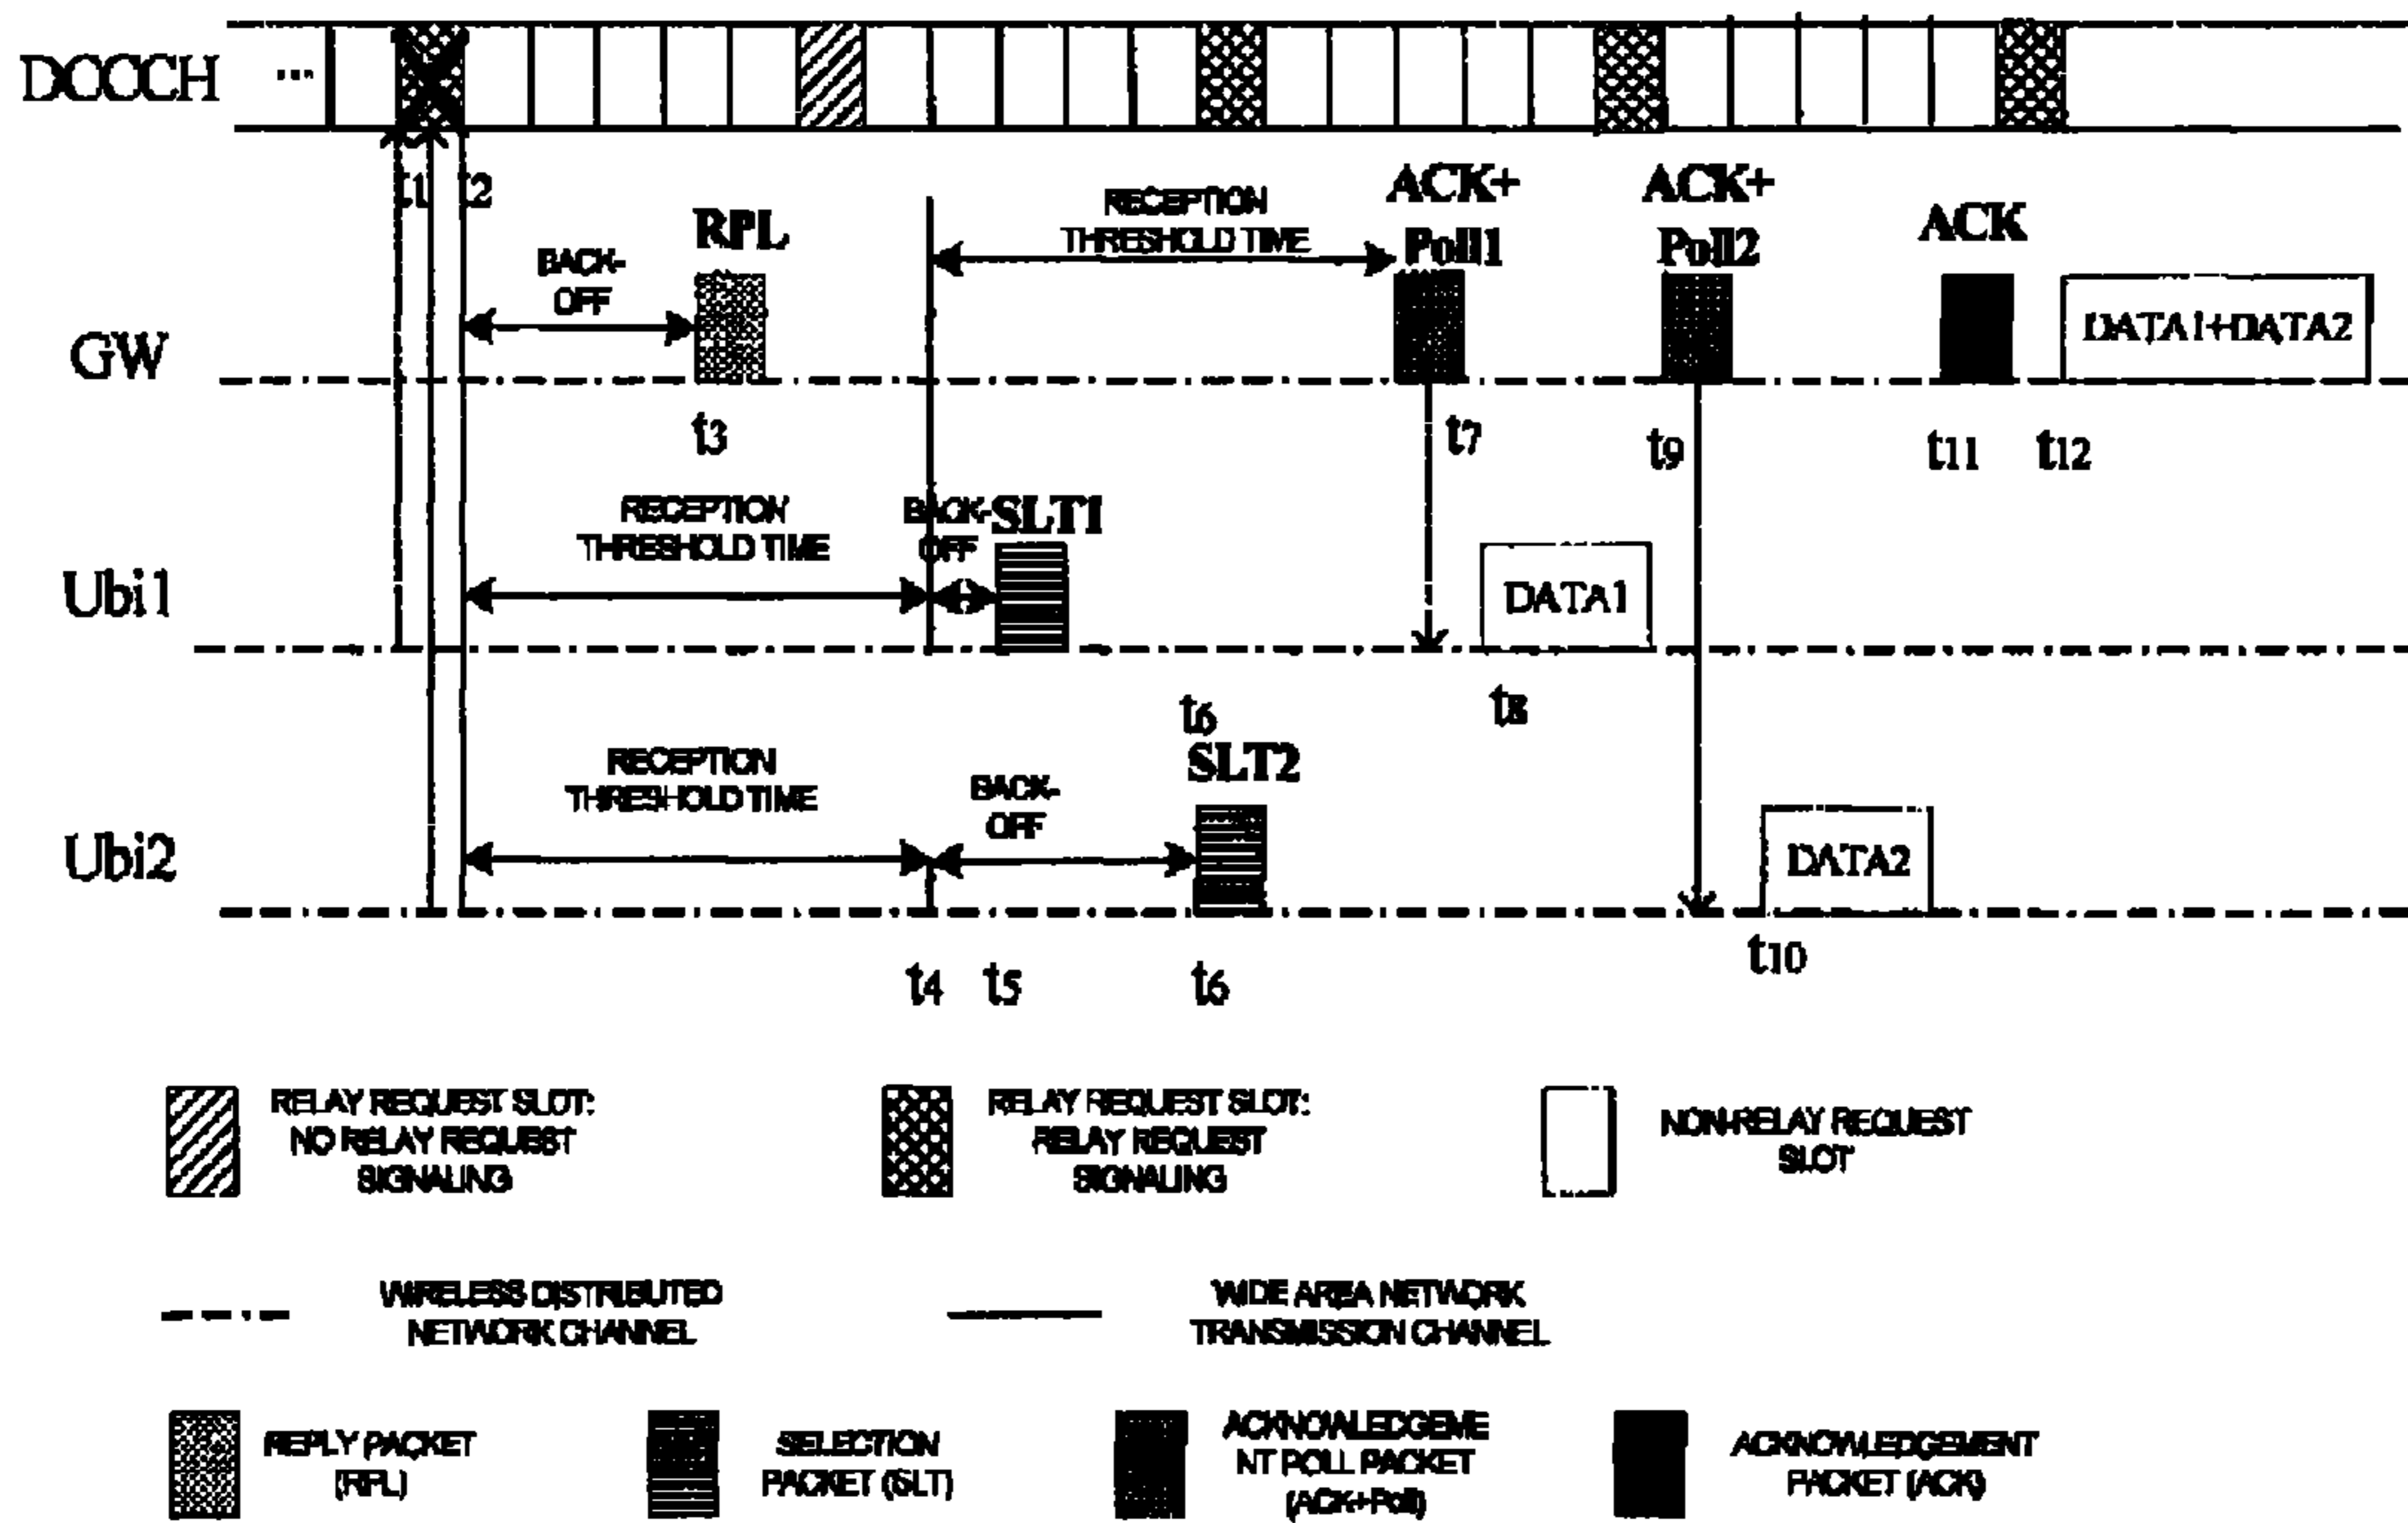 DCCCH ...
t1 t2
RPL
BACK-
OFF
RECEPTION
THRESHOLD TIME
ACK+
Poll1
ACK+
Poll2
ACK
DATA1+DATA2
GW
t3
t7
t9
t11
t12
RECEPTION
THRESHOLD TIME
BACK-
OFF
SLT1
Ubi1
DATA1
t6
t8
RECEPTION
THRESHOLD TIME
BACK-
OFF
SLT2
Ubi2
DATA2
t4
t5
t6
t10
RELAY REQUEST SLOT:
NO RELAY REQUEST
SIGNALING
RELAY REQUEST SLOT:
RELAY REQUEST
SIGNALING
NON-RELAY REQUEST
SLOT
WIRELESS DISTRIBUTED
NETWORK CHANNEL
WIDE AREA NETWORK
TRANSMISSION CHANNEL
REPLY PACKET
(RPL)
SELECTION
PACKET (SLT)
ACKNOWLEDGEME
NT POLL PACKET
(ACK+Poll)
ACKNOWLEDGEMENT
PACKET (ACK)